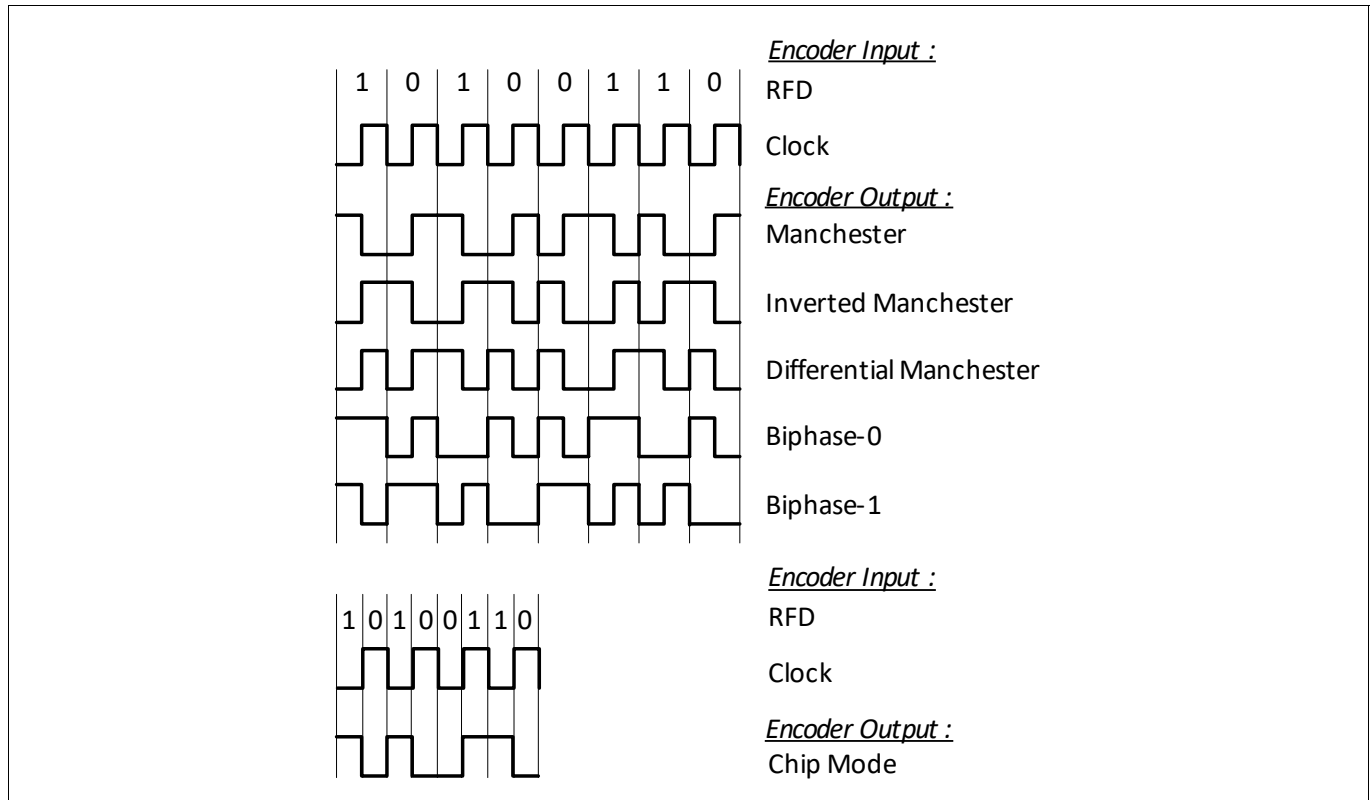 Encoder Input :
1 0 1 0 0 1 1 0
RFD
Clock
Encoder Output :
Manchester
Inverted Manchester
Differential Manchester
Biphase-0
Biphase-1
Encoder Input :
1 0 1 0 0 1 1 0
RFD
Clock
Encoder Output :
Chip Mode